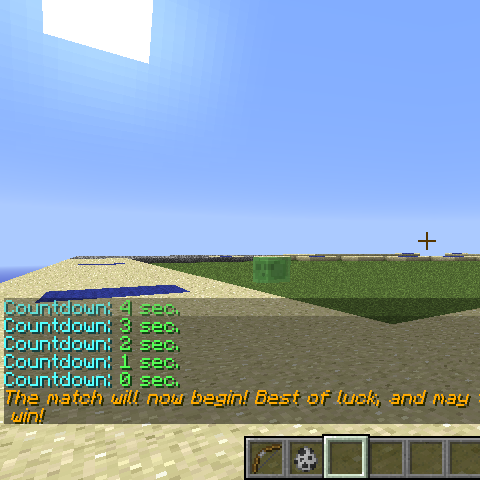 Countdown: 4 sec.
Countdown: 3 sec.
Countdown: 2 sec.
Countdown: 1 sec.
Countdown: 0 sec.
The match will now begin! Best of luck, and may
win!